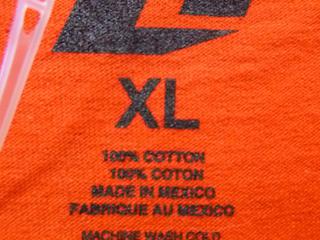 XL
100% COTTON
100% COTON
MADE IN MEXICO
FABRIQUE AU MEXICO
MACHINE WASH COLD